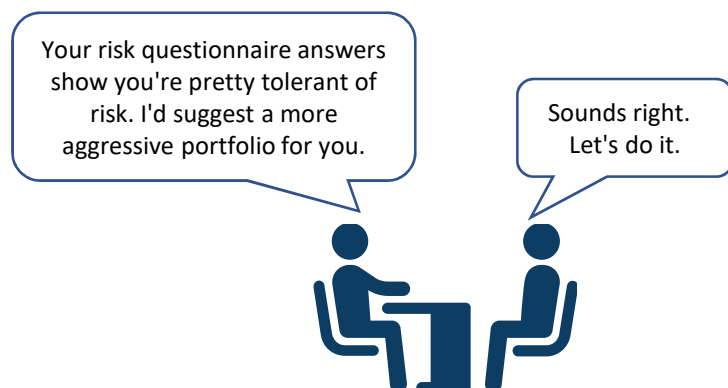 Your risk questionnaire answers
show you're pretty tolerant of
risk. I'd suggest a more
aggressive portfolio for you.
Sounds right.
Let's do it.